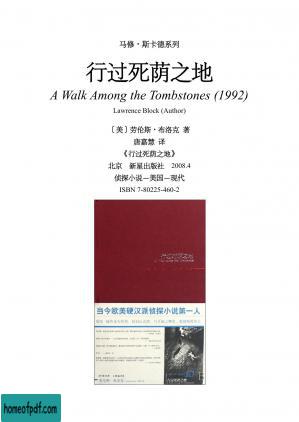 马修·斯卡德系列
行过死荫之地
A Walk Among the Tombstones (1992)
Lawrence Block (Author)
［美］劳伦斯·布洛克 著
唐嘉慧 译
《行过死荫之地》
北京 新星出版社 2008.4
侦探小说—美国—现代
ISBN 7-80225-460-2
当今欧美硬汉派侦探小说第一人
homeofpdf.com
homeofpdf.com